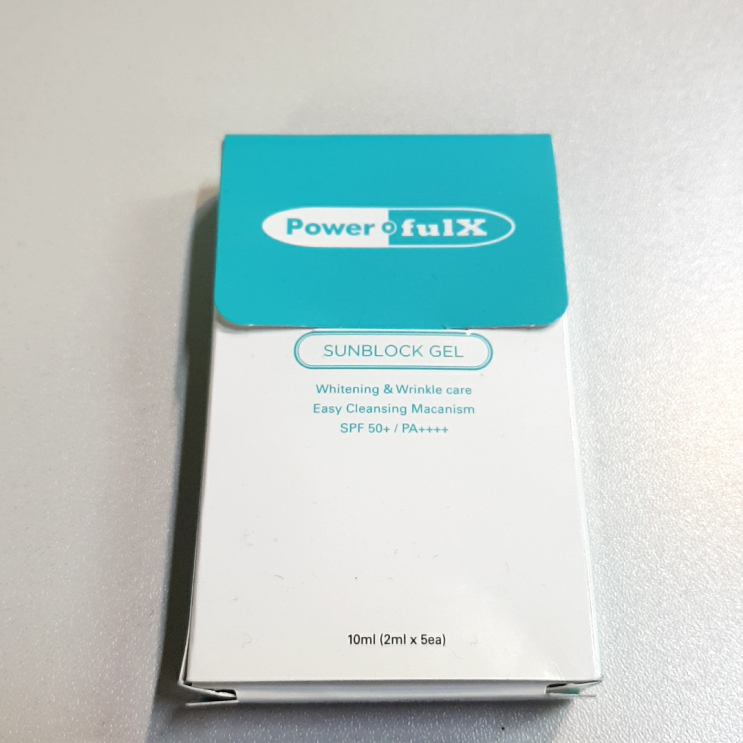 Power fulX
SUNBLOCK GEL
Whitening & Wrinkle care
Easy Cleansing Macanism
SPF 50+ / PA++++
10ml (2ml x 5ea)